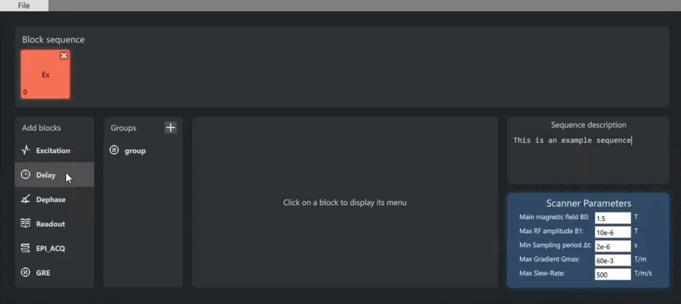 File
Block sequence
Ex
0
Add blocks
Excitation
Delay
Dephase
Readout
EPI_ACQ
GRE
Groups
group
Click on a block to display its menu
Sequence description
This is an example sequence
Scanner Parameters
Main magnetic field B0: 1.5 T
Max RF amplitude B1: 10e-6 T
Min Sampling period Δt: 2e-6 s
Max Gradient Gmax: 60e-3 T/m
Max Slew-Rate: 500 T/m/s